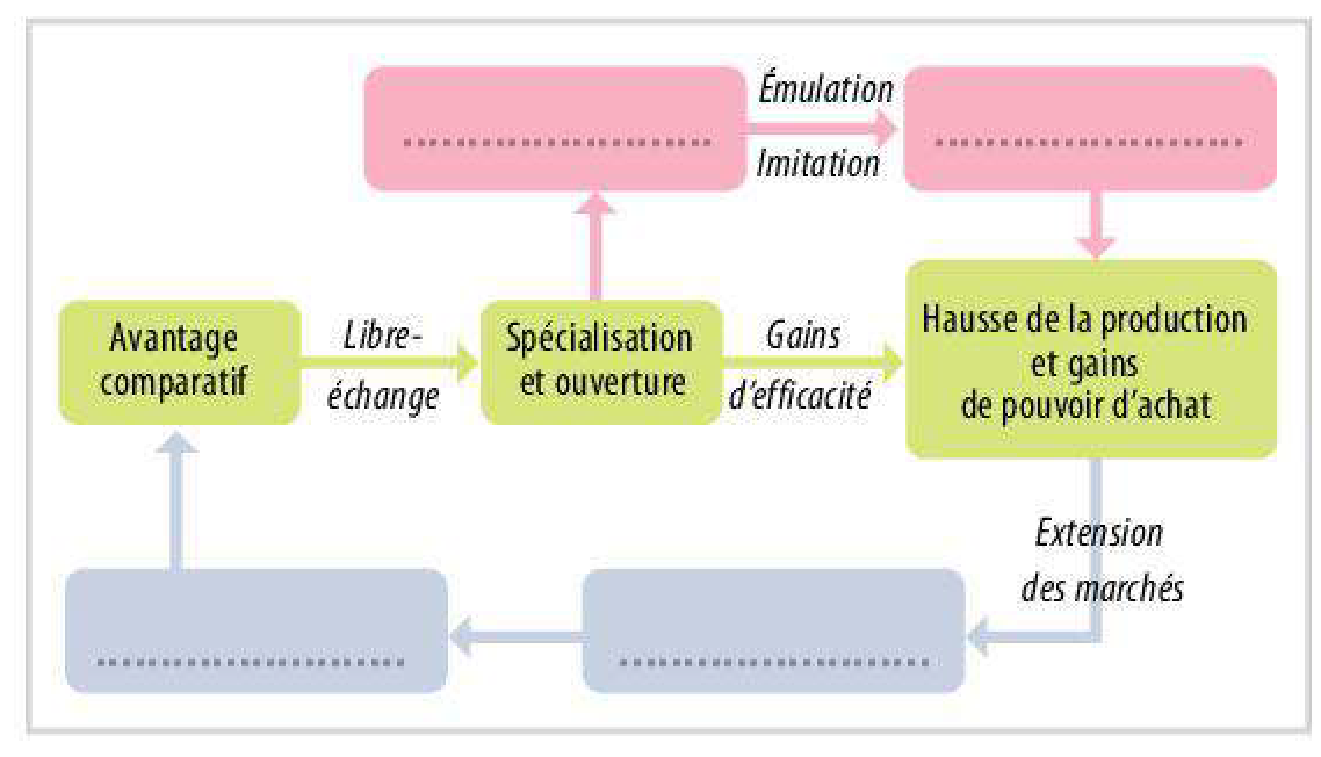 Émulation
Imitation
Avantage
comparatif
Libre-
échange
Spécialisation
et ouverture
Gains
d'efficacité
Hausse de la production
et gains
de pouvoir d'achat
Extension
des marchés